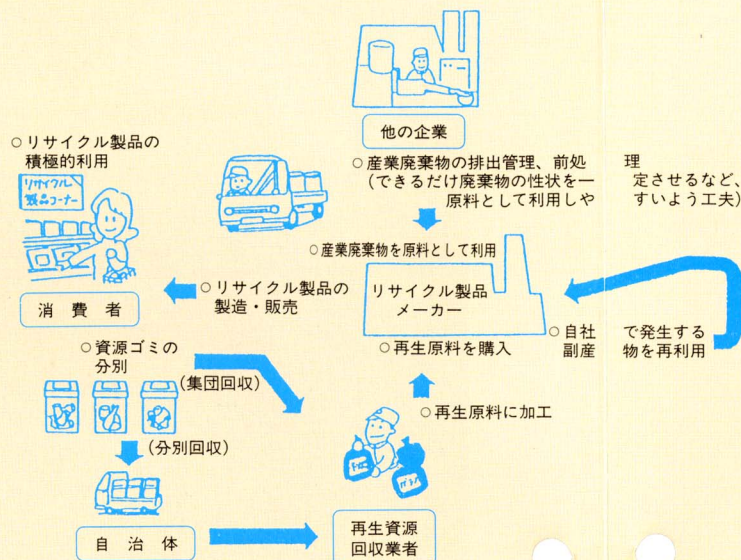 他の企業
○産業廃棄物の排出管理、前処　　理
(できるだけ廃棄物の性状を一　　定させるなど、
原料として利用しや　　すいよう工夫)
○リサイクル製品の
積極的利用
リサイクル
製品コーナー
消費者
○リサイクル製品の
製造・販売
○産業廃棄物を原料として利用
リサイクル製品
メーカー
○自社　　で発生する
副産　　物を再利用
○再生原料を購入
○資源ゴミの
分別
(集団回収)
○再生原料に加工
(分別回収)
自治体
再生資源
回収業者